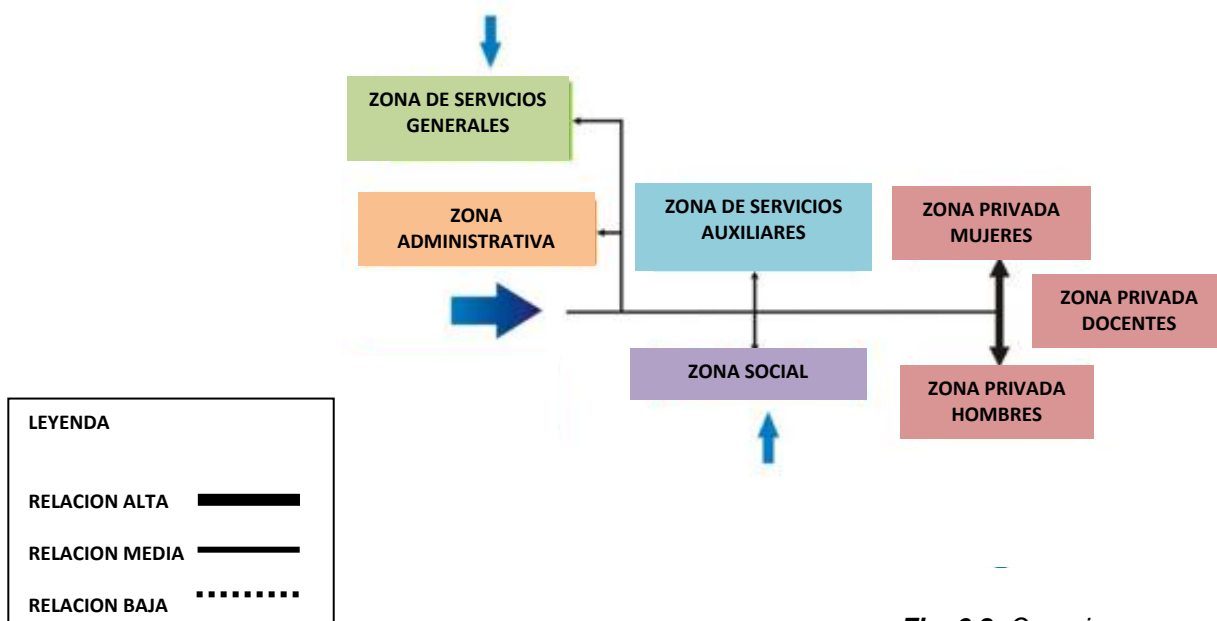 ZONA DE SERVICIOS
GENERALES
ZONA
ADMINISTRATIVA
ZONA DE SERVICIOS
AUXILIARES
ZONA PRIVADA
MUJERES
ZONA PRIVADA
DOCENTES
ZONA SOCIAL
ZONA PRIVADA
HOMBRES
LEYENDA
RELACION ALTA
RELACION MEDIA
RELACION BAJA